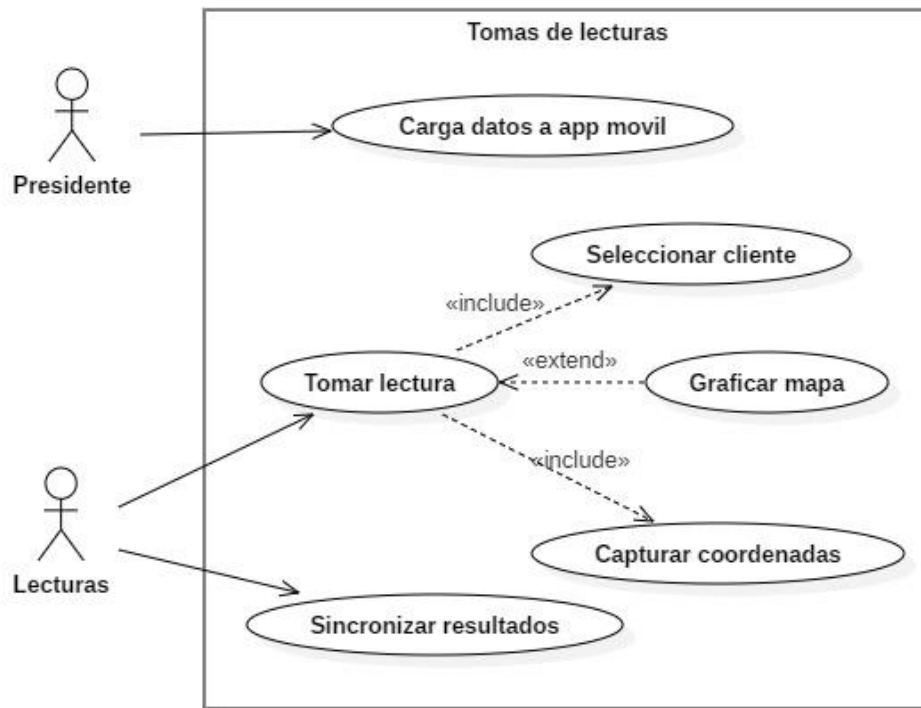 Tomas de lecturas
Carga datos a app movil
Presidente
Seleccionar cliente
«include»
«extend»
Tomar lectura
Graficar mapa
«include»
Capturar coordenadas
Lecturas
Sincronizar resultados